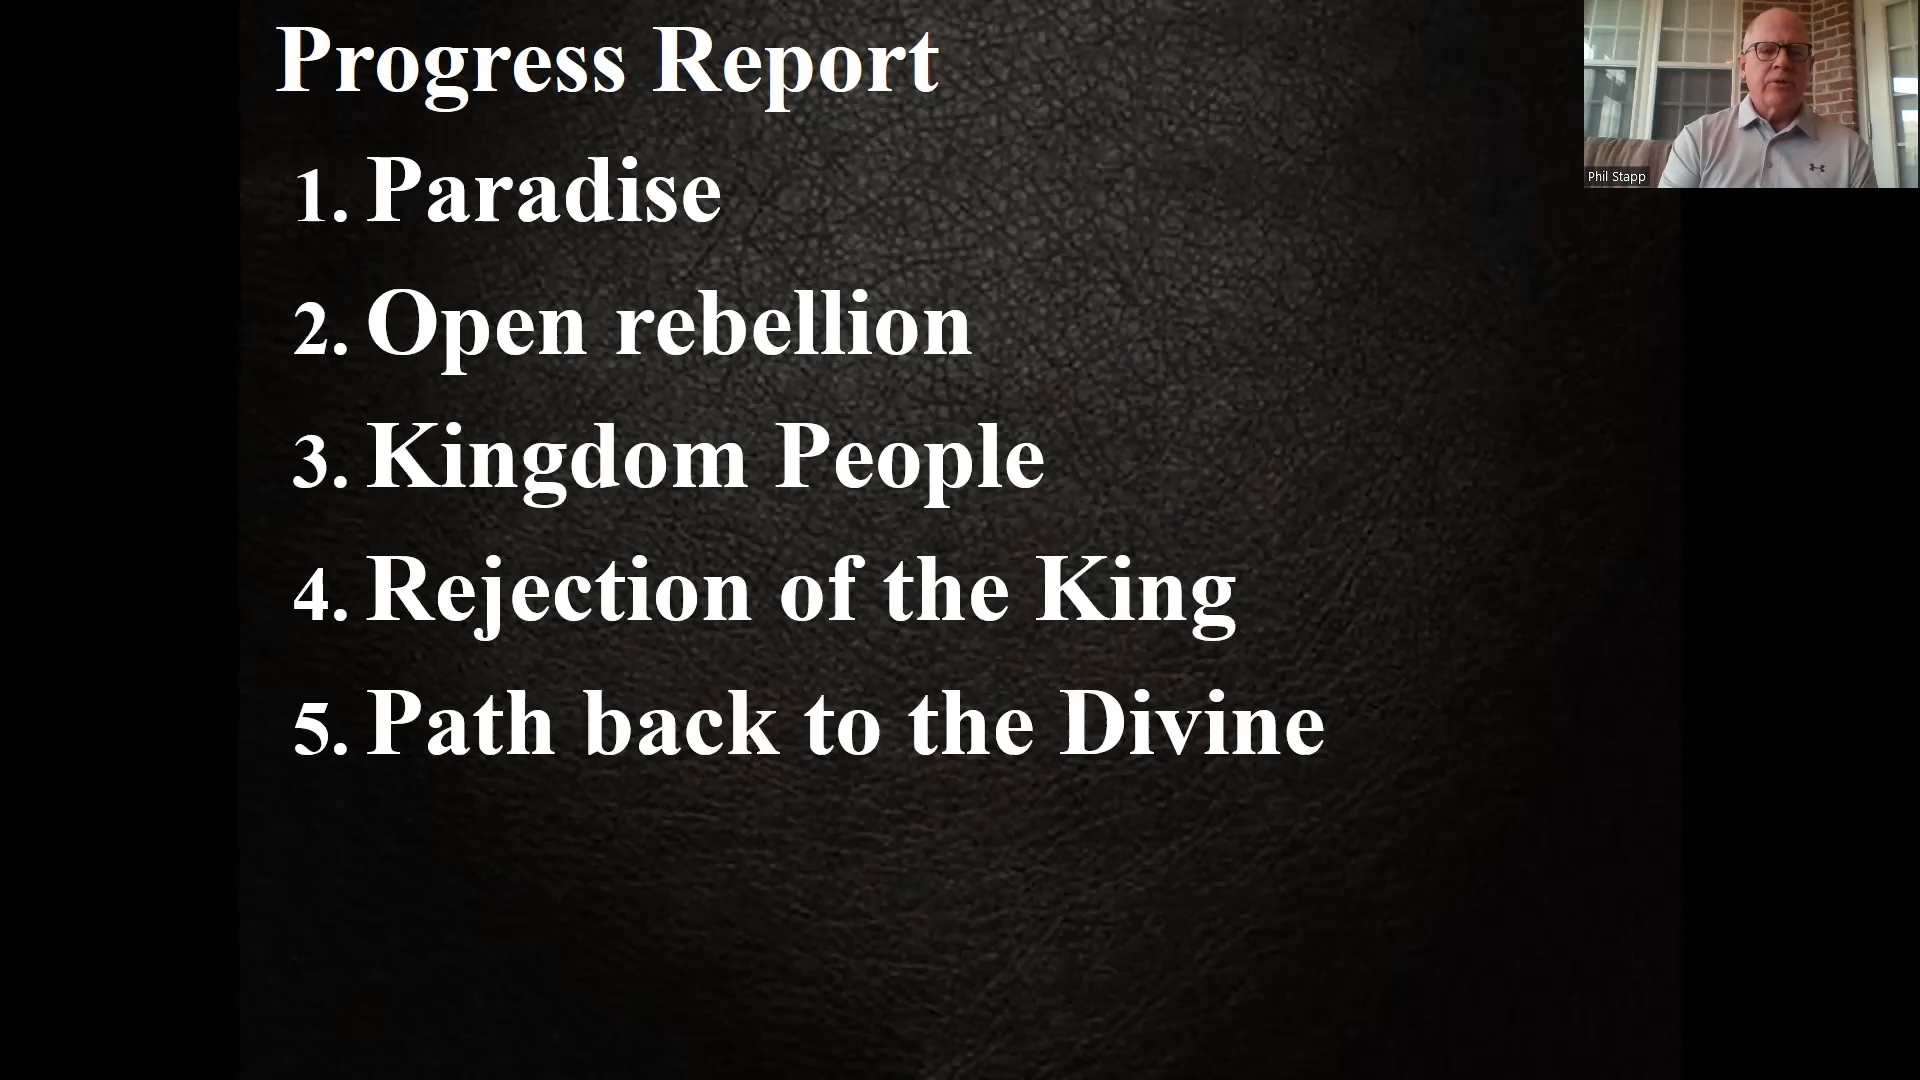 Progress Report
1. Paradise
2. Open rebellion
3. Kingdom People
4. Rejection of the King
5. Path back to the Divine
Phil Stapp